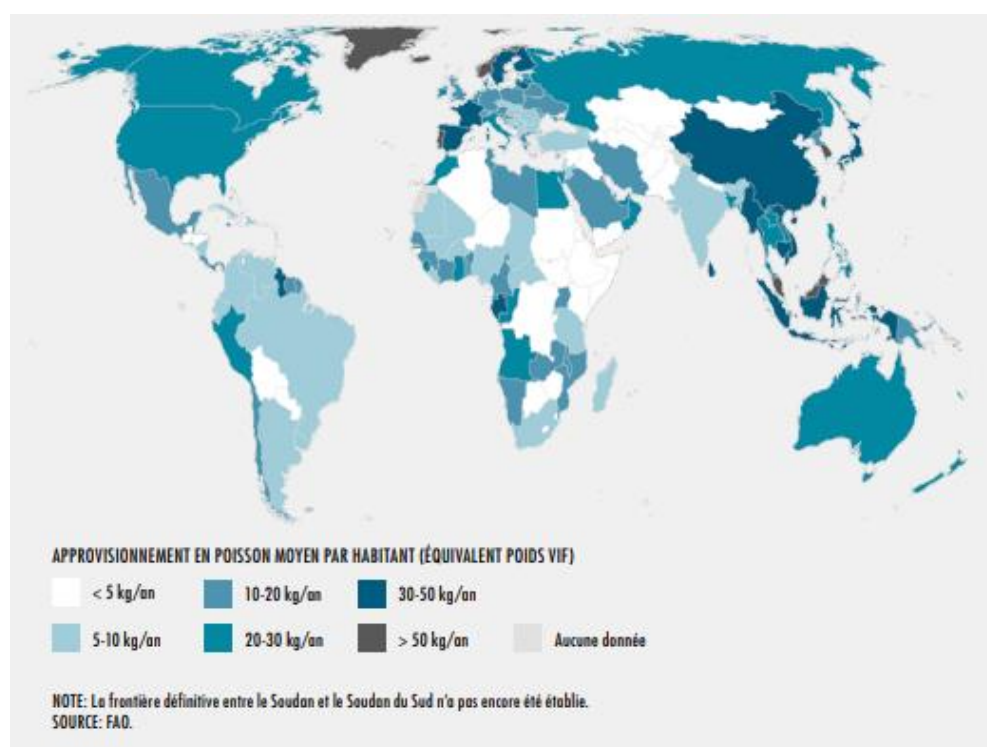 APPROVISIONNEMENT EN POISSON MOYEN PAR HABITANT (ÉQUIVALENT POIDS VIF)
< 5 kg/an 10-20 kg/an 30-50 kg/an
5-10 kg/an 20-30 kg/an > 50 kg/an Aucune donnée
NOTE: La frontière définitive entre le Soudan et le Soudan du Sud n'a pas encore été établie.
SOURCE: FAO.